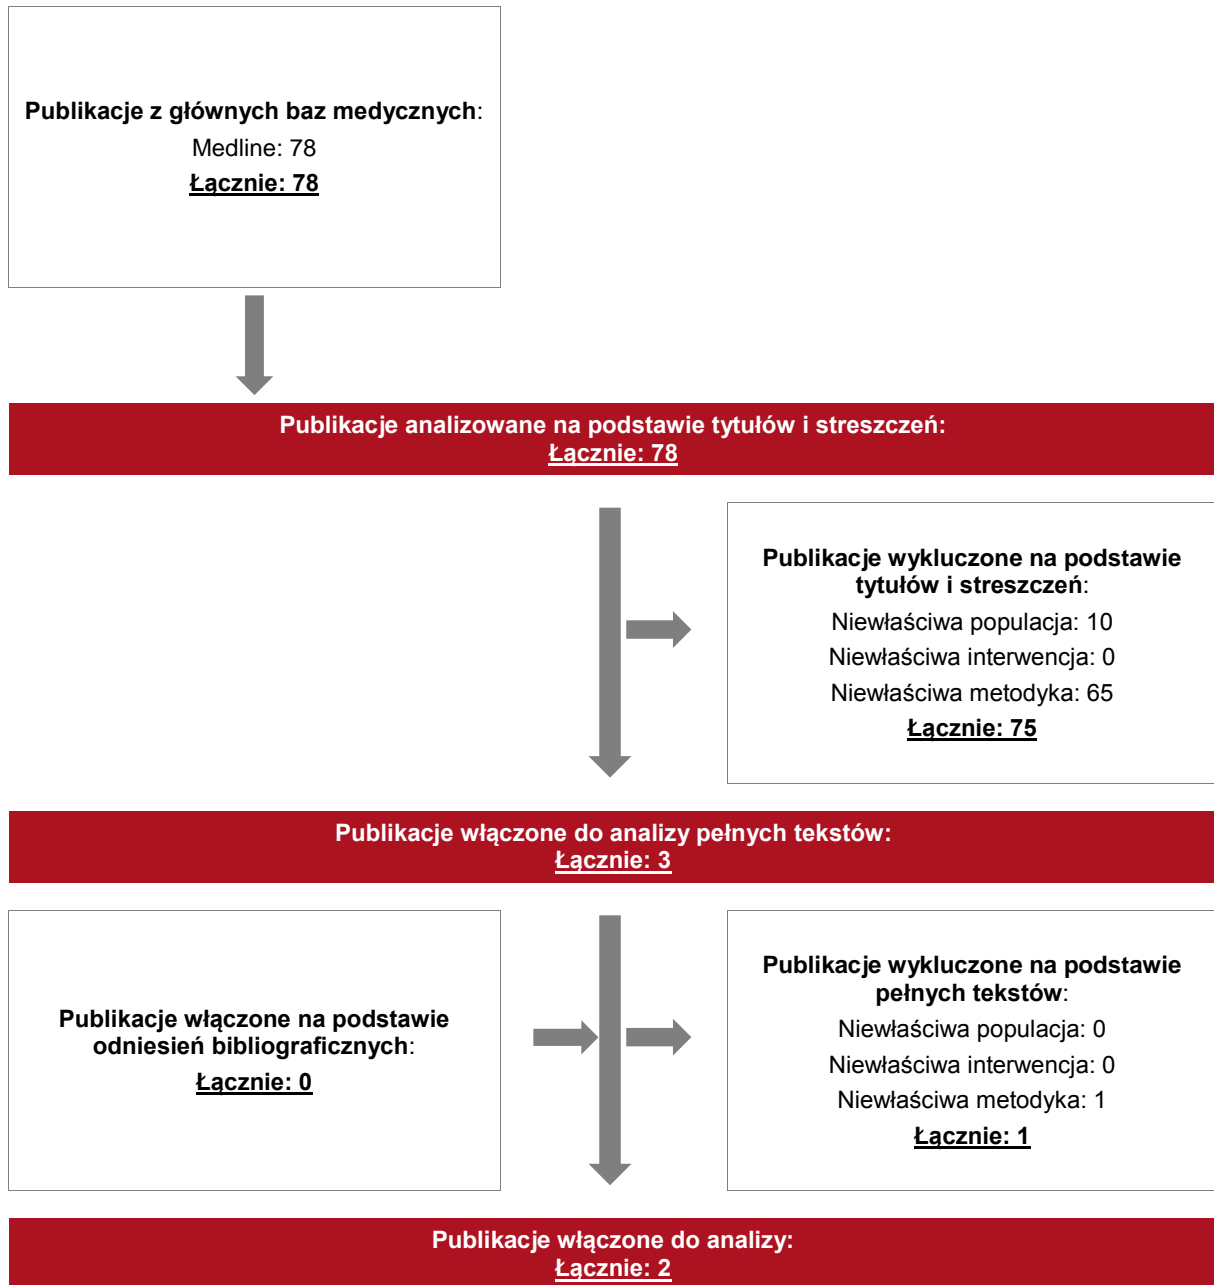 Publikacje z głównych baz medycznych:
Medline: 78
Łącznie: 78
Publikacje analizowane na podstawie tytułów i streszczeń:
Łącznie: 78
Publikacje wykluczone na podstawie
tytułów i streszczeń:
Niewłaściwa populacja: 10
Niewłaściwa interwencja: 0
Niewłaściwa metodyka: 65
Łącznie: 75
Publikacje włączone do analizy pełnych tekstów:
Łącznie: 3
Publikacje włączone na podstawie
odniesień bibliograficznych:
Łącznie: 0
Publikacje wykluczone na podstawie
pełnych tekstów:
Niewłaściwa populacja: 0
Niewłaściwa interwencja: 0
Niewłaściwa metodyka: 1
Łącznie: 1
Publikacje włączone do analizy:
Łącznie: 2